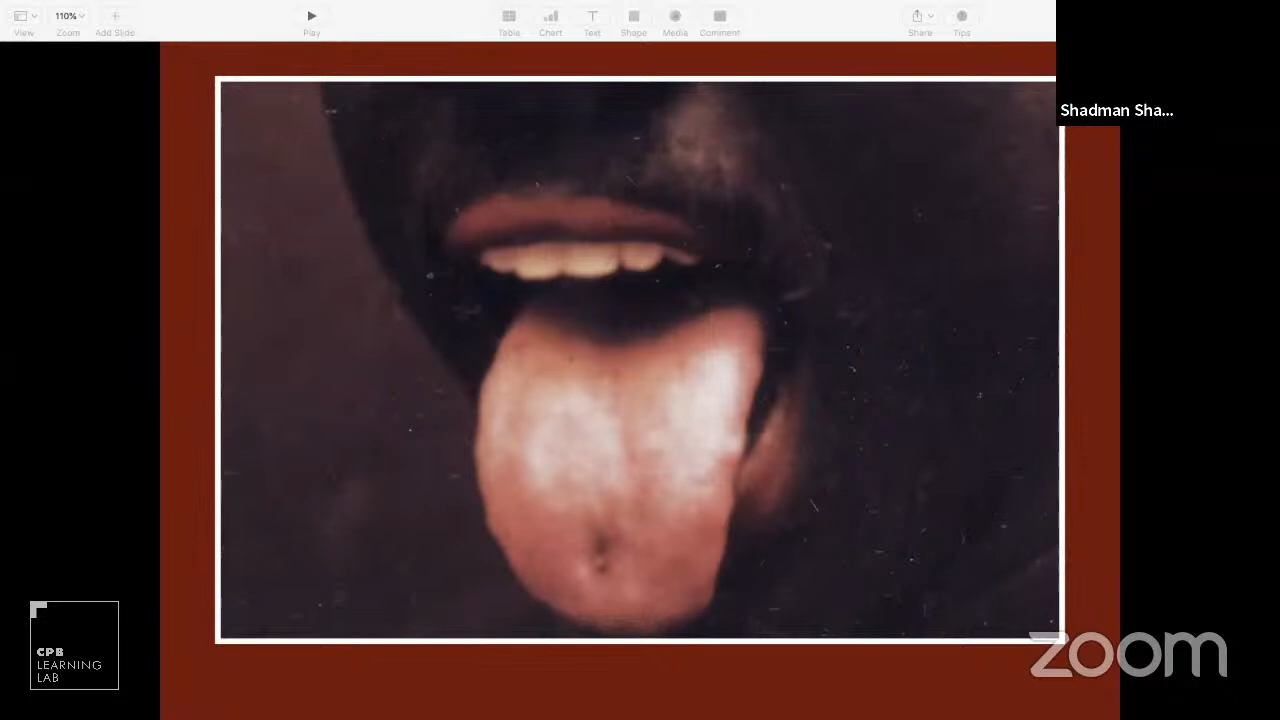 View
110%
Zoom
Add Slide
Play
Table
Chart
Text
Shape
Media
Comment
Share
Tips
Shadman Sha...
CPB
LEARNING
LAB
zoom